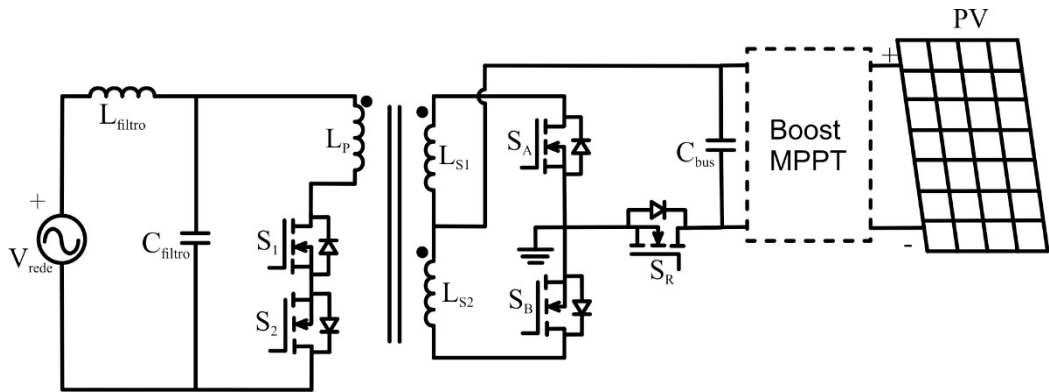 PV
+
L_filtro
L_P
L_S1
S_A
C_bus
Boost
MPPT
+
V_rede
C_filtro
S_1
S_R
-
S_2
L_S2
S_B